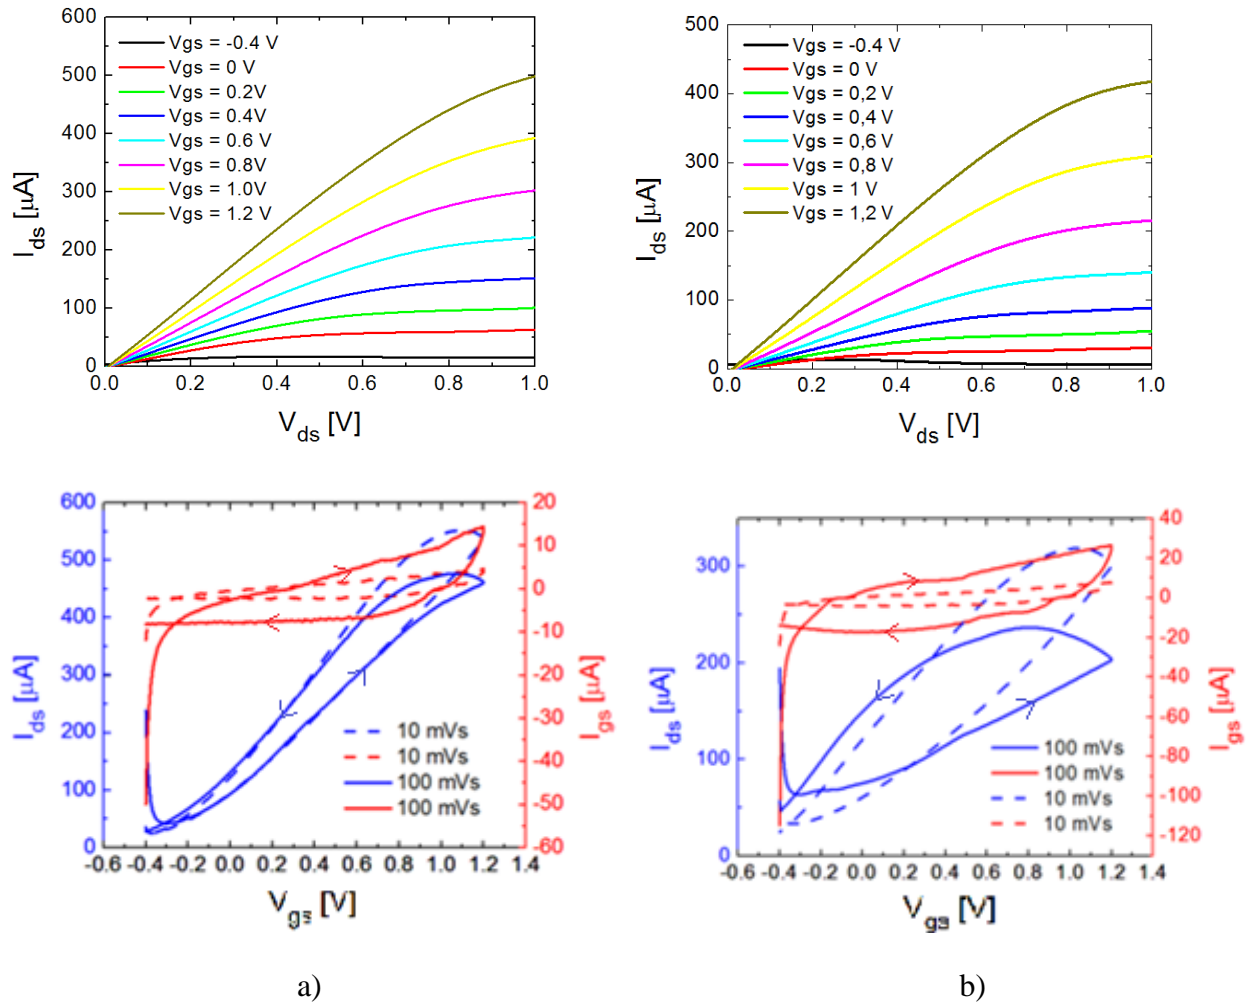 600
500
400
300
200
100
0
Vgs = -0.4 V
Vgs = 0 V
Vgs = 0.2V
Vgs = 0.4V
Vgs = 0.6 V
Vgs = 0.8V
Vgs = 1.0V
Vgs = 1.2 V
Ids [µA]
0.0 0.2 0.4 0.6 0.8 1.0
Vds [V]
500
400
300
200
100
0
Vgs = -0.4 V
Vgs = 0 V
Vgs = 0,2 V
Vgs = 0,4 V
Vgs = 0,6 V
Vgs = 0,8 V
Vgs = 1 V
Vgs = 1,2 V
Ids [µA]
0.0 0.2 0.4 0.6 0.8 1.0
Vds [V]
600
550
400
450
400
300
200
100
0
Ids [µA]
20
10
0
-10
-20
-30
-40
-50
-60
Igs [µA]
10 mVs
10 mVs
100 mVs
100 mVs
-0.6 -0.4 -0.2 0.0 0.2 0.4 0.6 0.8 1.0 1.2 1.4
Vgs [V]
300
200
100
0
Ids [µA]
40
20
0
-20
-40
-60
-80
-100
-120
Igs [µA]
100 mVs
100 mVs
10 mVs
10 mVs
-0.6 -0.4 -0.2 0.0 0.2 0.4 0.6 0.8 1.0 1.2 1.4
Vgs [V]
a)
b)